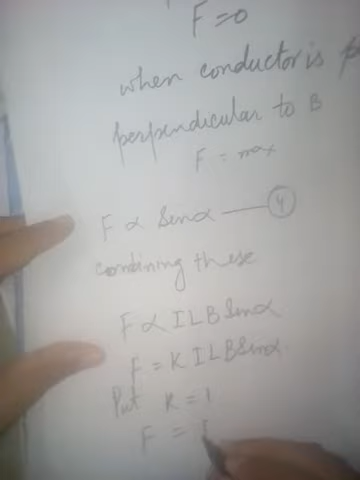 F = 0
when conductor is
perpendicular to B
F = max
F ∝ Sinα —— 4
combining these
F ∝ ILB Sinα
F = K ILB Sinα
Put K = 1
F = I